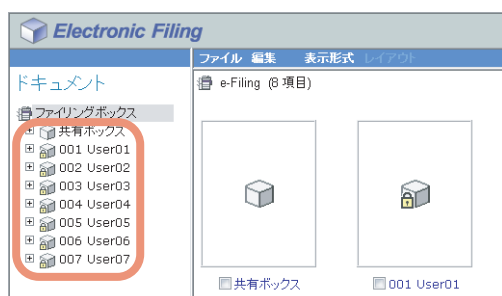 Electronic Filing
ファイル 編集 表示形式 レイアウト
ドキュメント
ファイリングボックス
共有ボックス
001 User01
002 User02
003 User03
004 User04
005 User05
006 User06
007 User07
e-Filing (8 項目)
共有ボックス
001 User01